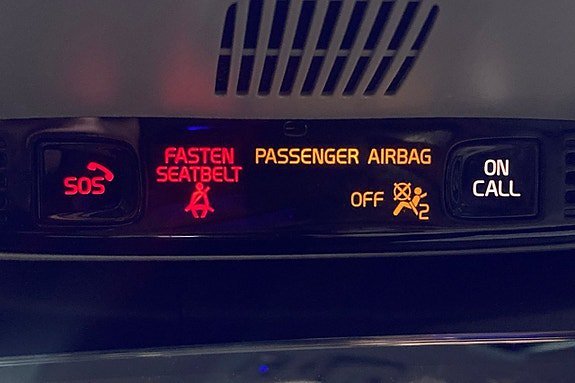 SOS
FASTEN
SEATBELT
PASSENGER AIRBAG
OFF
2
ON
CALL